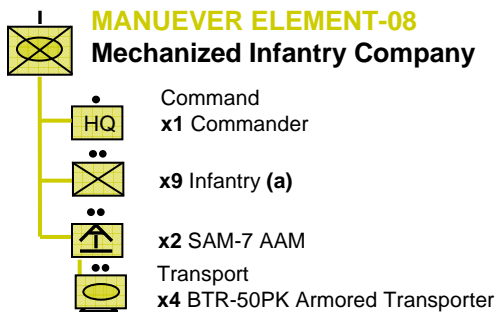 MANUEVER ELEMENT-08
Mechanized Infantry Company
Command
HQ
x1 Commander
x9 Infantry (a)
x2 SAM-7 AAM
Transport
x4 BTR-50PK Armored Transporter